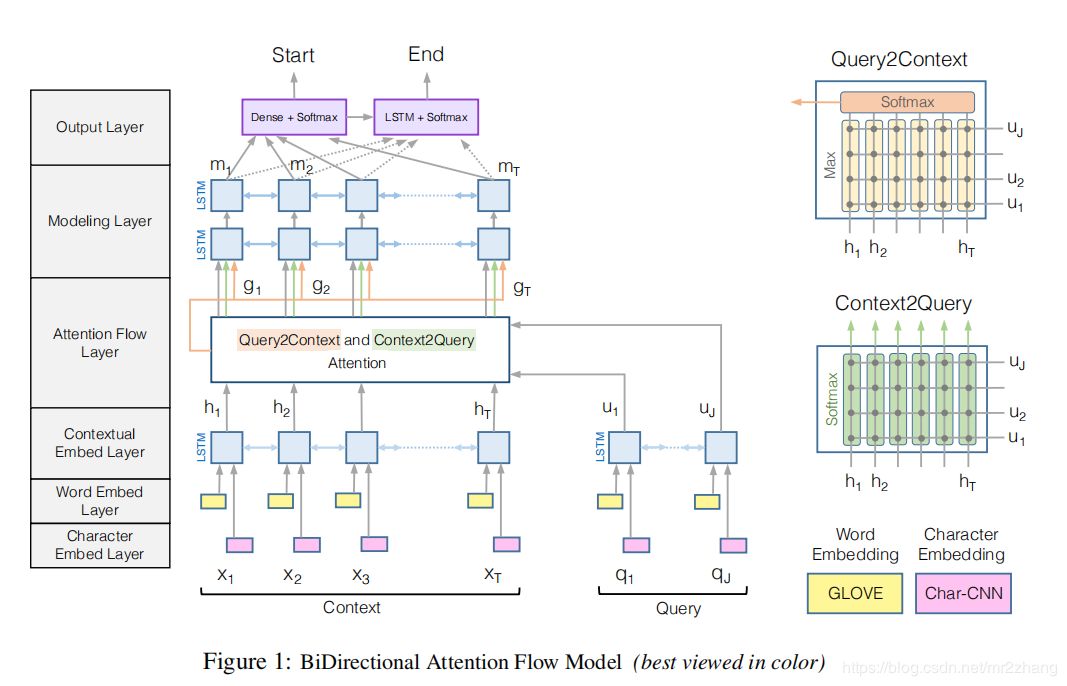 Start
End
Query2Context
Output Layer
Dense + Softmax
LSTM + Softmax
Softmax
Max
uJ
u2
u1
h1
h2
hT
m1
m2
mT
LSTM
Modeling Layer
LSTM
g1
g2
gT
Attention Flow
Layer
Query2Context and Context2Query
Attention
Context2Query
Softmax
uJ
u2
u1
h1
h2
hT
h1
h2
hT
u1
uJ
Contextual
Embed Layer
LSTM
LSTM
Word Embed
Layer
Character
Embed Layer
x1
x2
x3
xT
q1
qJ
Context
Query
Word
Embedding
Character
Embedding
GLOVE
Char-CNN
Figure 1: BiDirectional Attention Flow Model (best viewed in color)
https://blog.csdn.net/mr2zhang